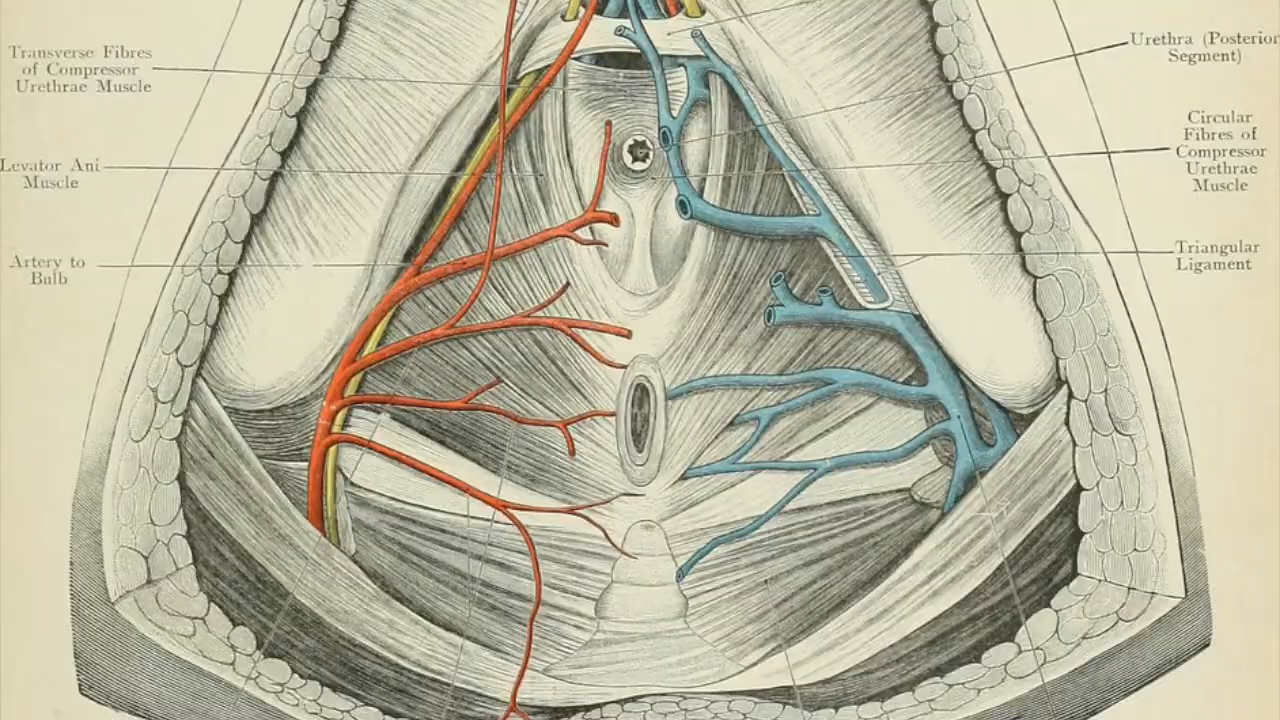 Transverse Fibres
of Compressor
Urethrae Muscle
Levator Ani
Muscle
Artery to
Bulb
Urethra (Posterior
Segment)
Circular
Fibres of
Compressor
Urethrae
Muscle
Triangular
Ligament